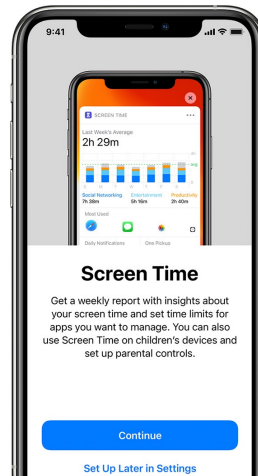 9:41
SCREEN TIME
Last Week's Average
2h 29m
S M T W T F S
Social Networking Entertainment Productivity
7h 38m 5h 16m 2h 40m
Most Used
Daily Notifications One Pickup
Screen Time
Get a weekly report with insights about
your screen time and set time limits for
apps you want to manage. You can also
use Screen Time on children's devices and
set up parental controls.
Continue
Set Up Later in Settings